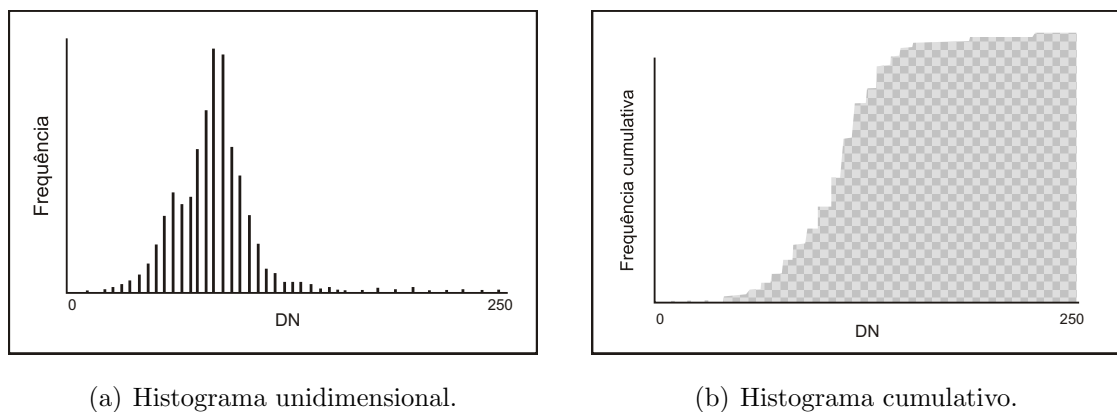 Frequência
0
250
DN
(a) Histograma unidimensional.
Frequência cumulativa
0
250
DN
(b) Histograma cumulativo.